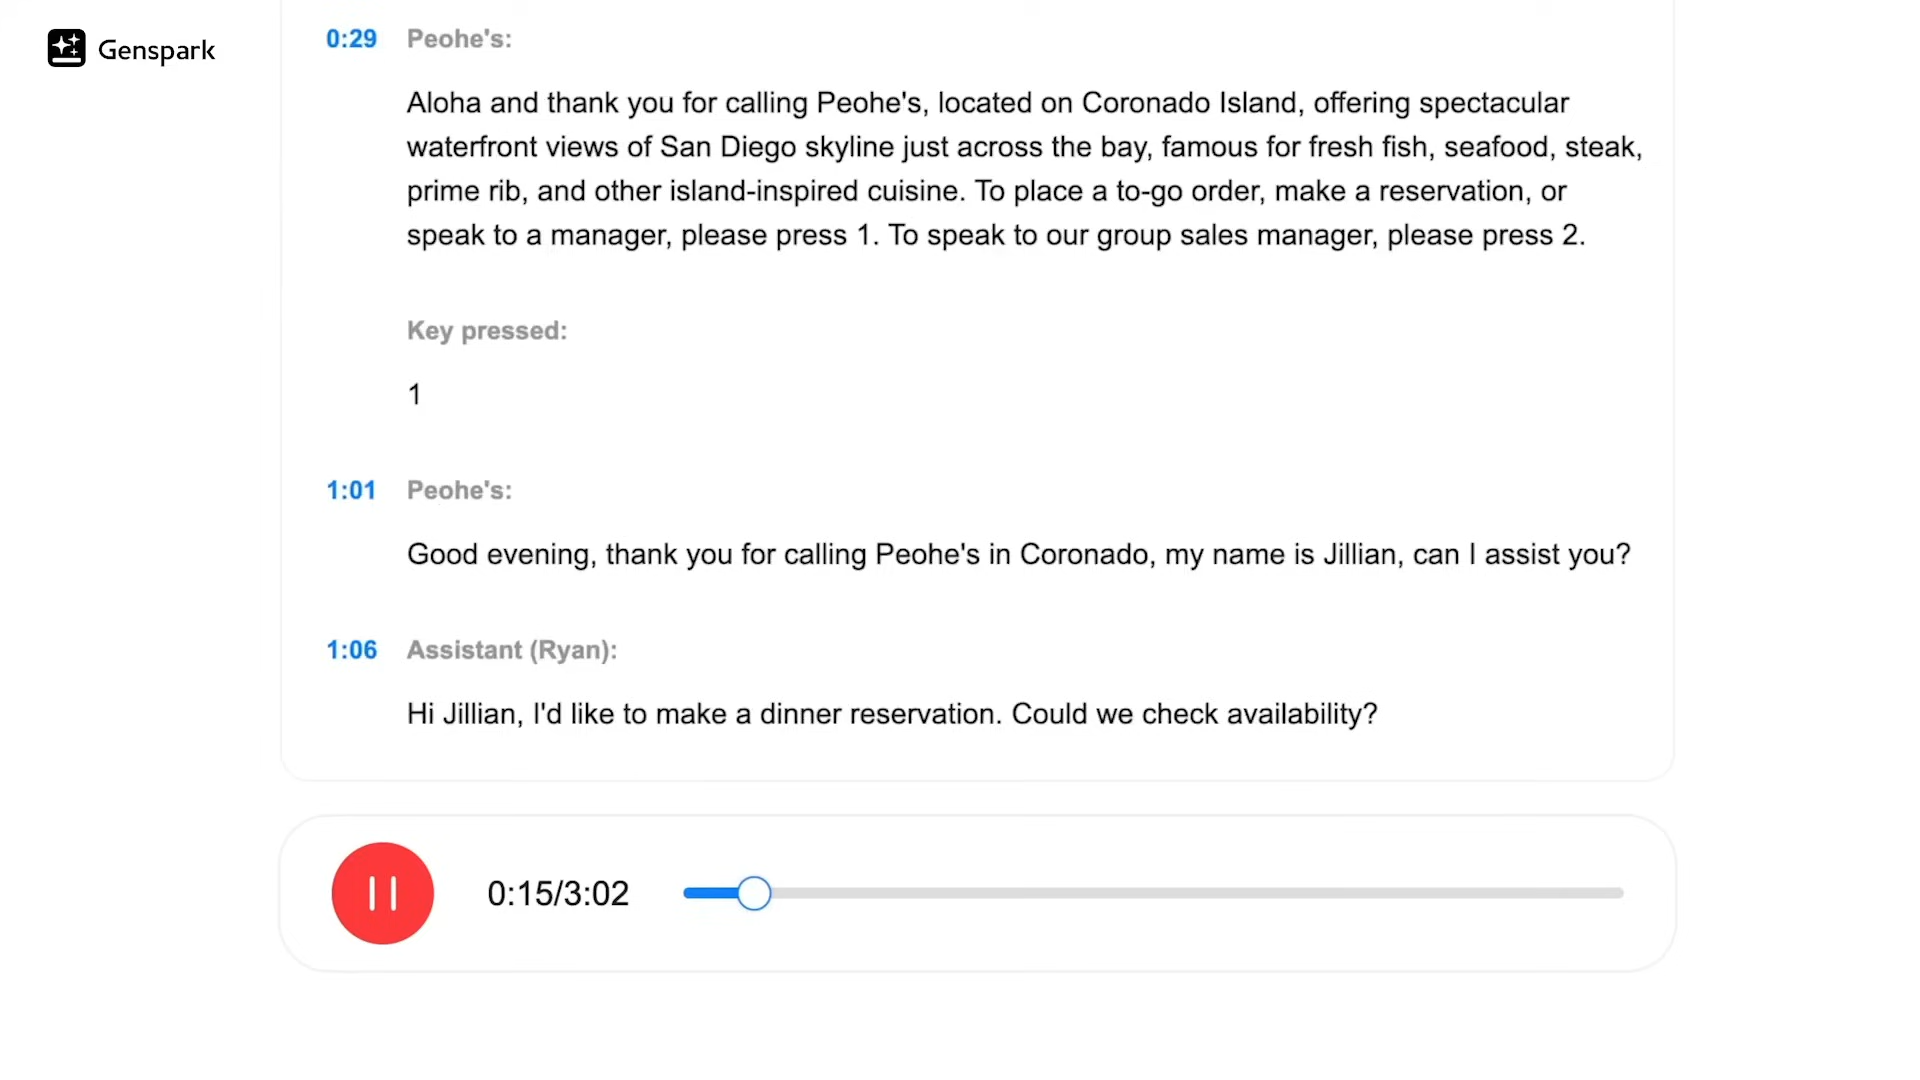 Genspark
0:29 Peohe's:
Aloha and thank you for calling Peohe's, located on Coronado Island, offering spectacular
waterfront views of San Diego skyline just across the bay, famous for fresh fish, seafood, steak,
prime rib, and other island-inspired cuisine. To place a to-go order, make a reservation, or
speak to a manager, please press 1. To speak to our group sales manager, please press 2.
Key pressed:
1
1:01 Peohe's:
Good evening, thank you for calling Peohe's in Coronado, my name is Jillian, can I assist you?
1:06 Assistant (Ryan):
Hi Jillian, I'd like to make a dinner reservation. Could we check availability?
0:15/3:02